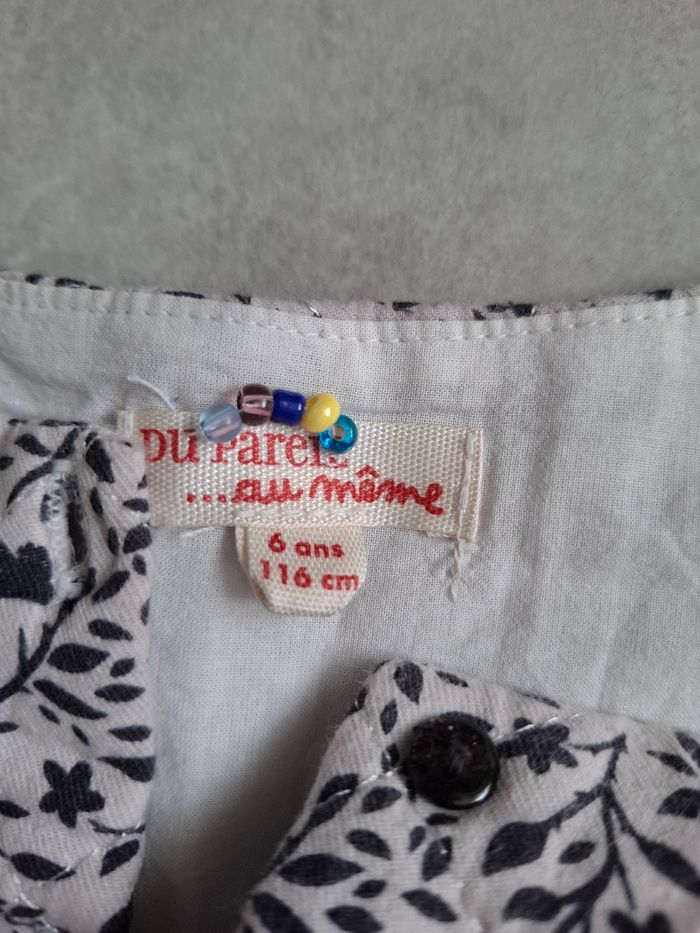 DU Pareil
...au même
6 ans
116 cm